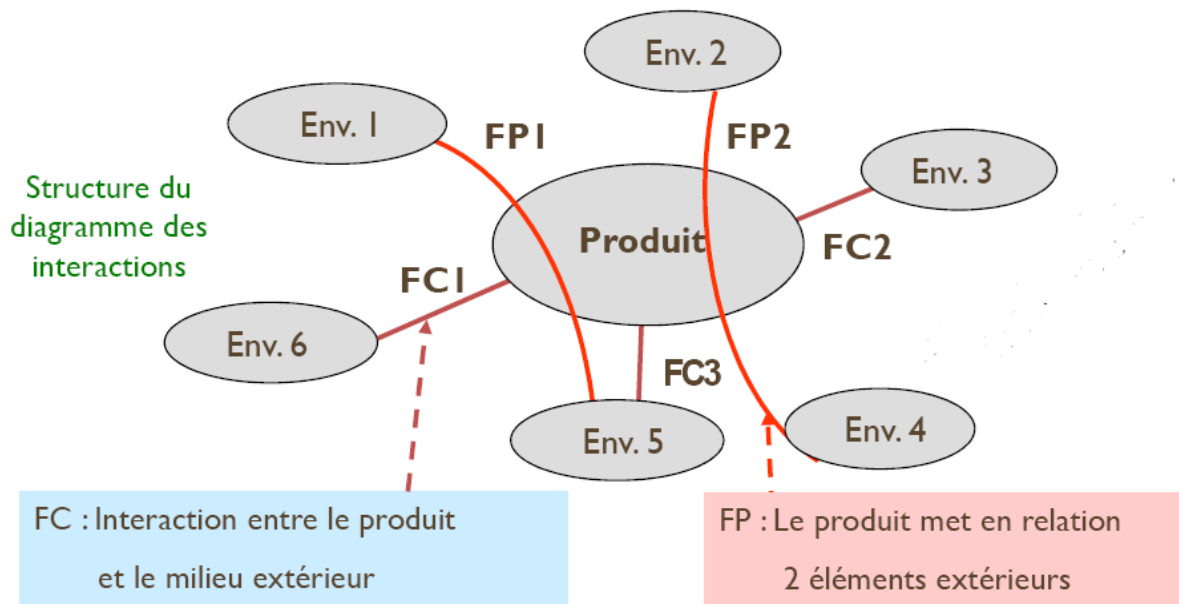 Env. 2
Env. 1
FP1
FP2
Env. 3
Structure du
diagramme des
interactions
Produit
FC2
FC1
Env. 6
FC3
Env. 5
Env. 4
FC : Interaction entre le produit
et le milieu extérieur
FP : Le produit met en relation
2 éléments extérieurs